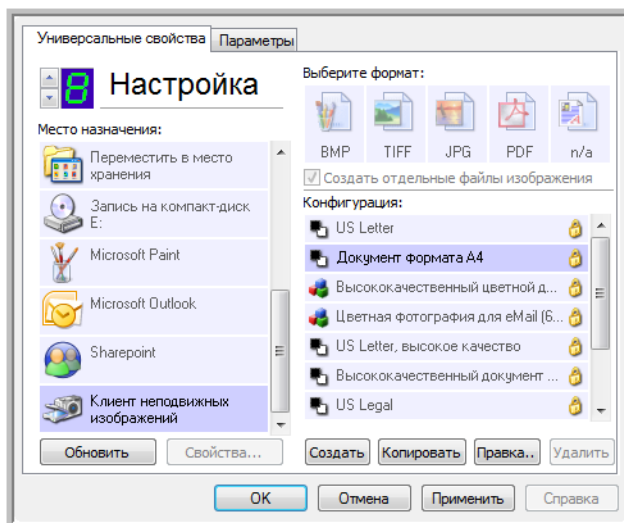 Универсальные свойства
Параметры
8
Настройка
Место назначения:
Переместить в место
хранения
Запись на компакт-диск
E:
Microsoft Paint
Microsoft Outlook
Sharepoint
Клиент неподвижных
изображений
Обновить
Свойства...
Выберите формат:
BMP
TIFF
JPG
PDF
n/a
Создать отдельные файлы изображения
Конфигурация:
US Letter
Документ формата A4
Высококачественный цветной д...
Цветная фотография для eMail (6...
US Letter, высокое качество
Высококачественный документ ...
US Legal
Создать
Копировать
Правка..
Удалить
OK
Отмена
Применить
Справка